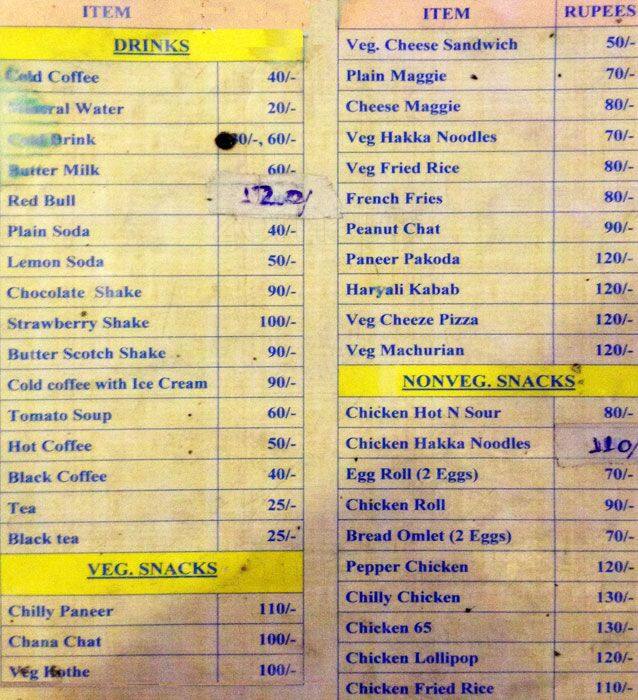 ITEM
DRINKS
Cold Coffee 40/-
Mineral Water 20/-
Cold Drink 30/-, 60/-
Butter Milk 60/-
Red Bull 120/
Plain Soda 40/-
Lemon Soda 50/-
Chocolate Shake 90/-
Strawberry Shake 100/-
Butter Scotch Shake 90/-
Cold coffee with Ice Cream 90/-
Tomato Soup 60/-
Hot Coffee 50/-
Black Coffee 40/-
Tea 25/-
Black tea 25/-
VEG. SNACKS
Chilly Paneer 110/-
Chana Chat 100/-
Veg Kothe 100/-
ITEM RUPEES
Veg. Cheese Sandwich 50/-
Plain Maggie 70/-
Cheese Maggie 80/-
Veg Hakka Noodles 70/-
Veg Fried Rice 80/-
French Fries 80/-
Peanut Chat 90/-
Paneer Pakoda 120/-
Haryali Kabab 120/-
Veg Cheeze Pizza 120/-
Veg Machurian 120/-
NONVEG. SNACKS
Chicken Hot N Sour 80/-
Chicken Hakka Noodles 110/
Egg Roll (2 Eggs) 70/-
Chicken Roll 90/-
Bread Omlet (2 Eggs) 70/-
Pepper Chicken 120/-
Chilly Chicken 130/-
Chicken 65 130/-
Chicken Lollipop 120/-
Chicken Fried Rice 110/-